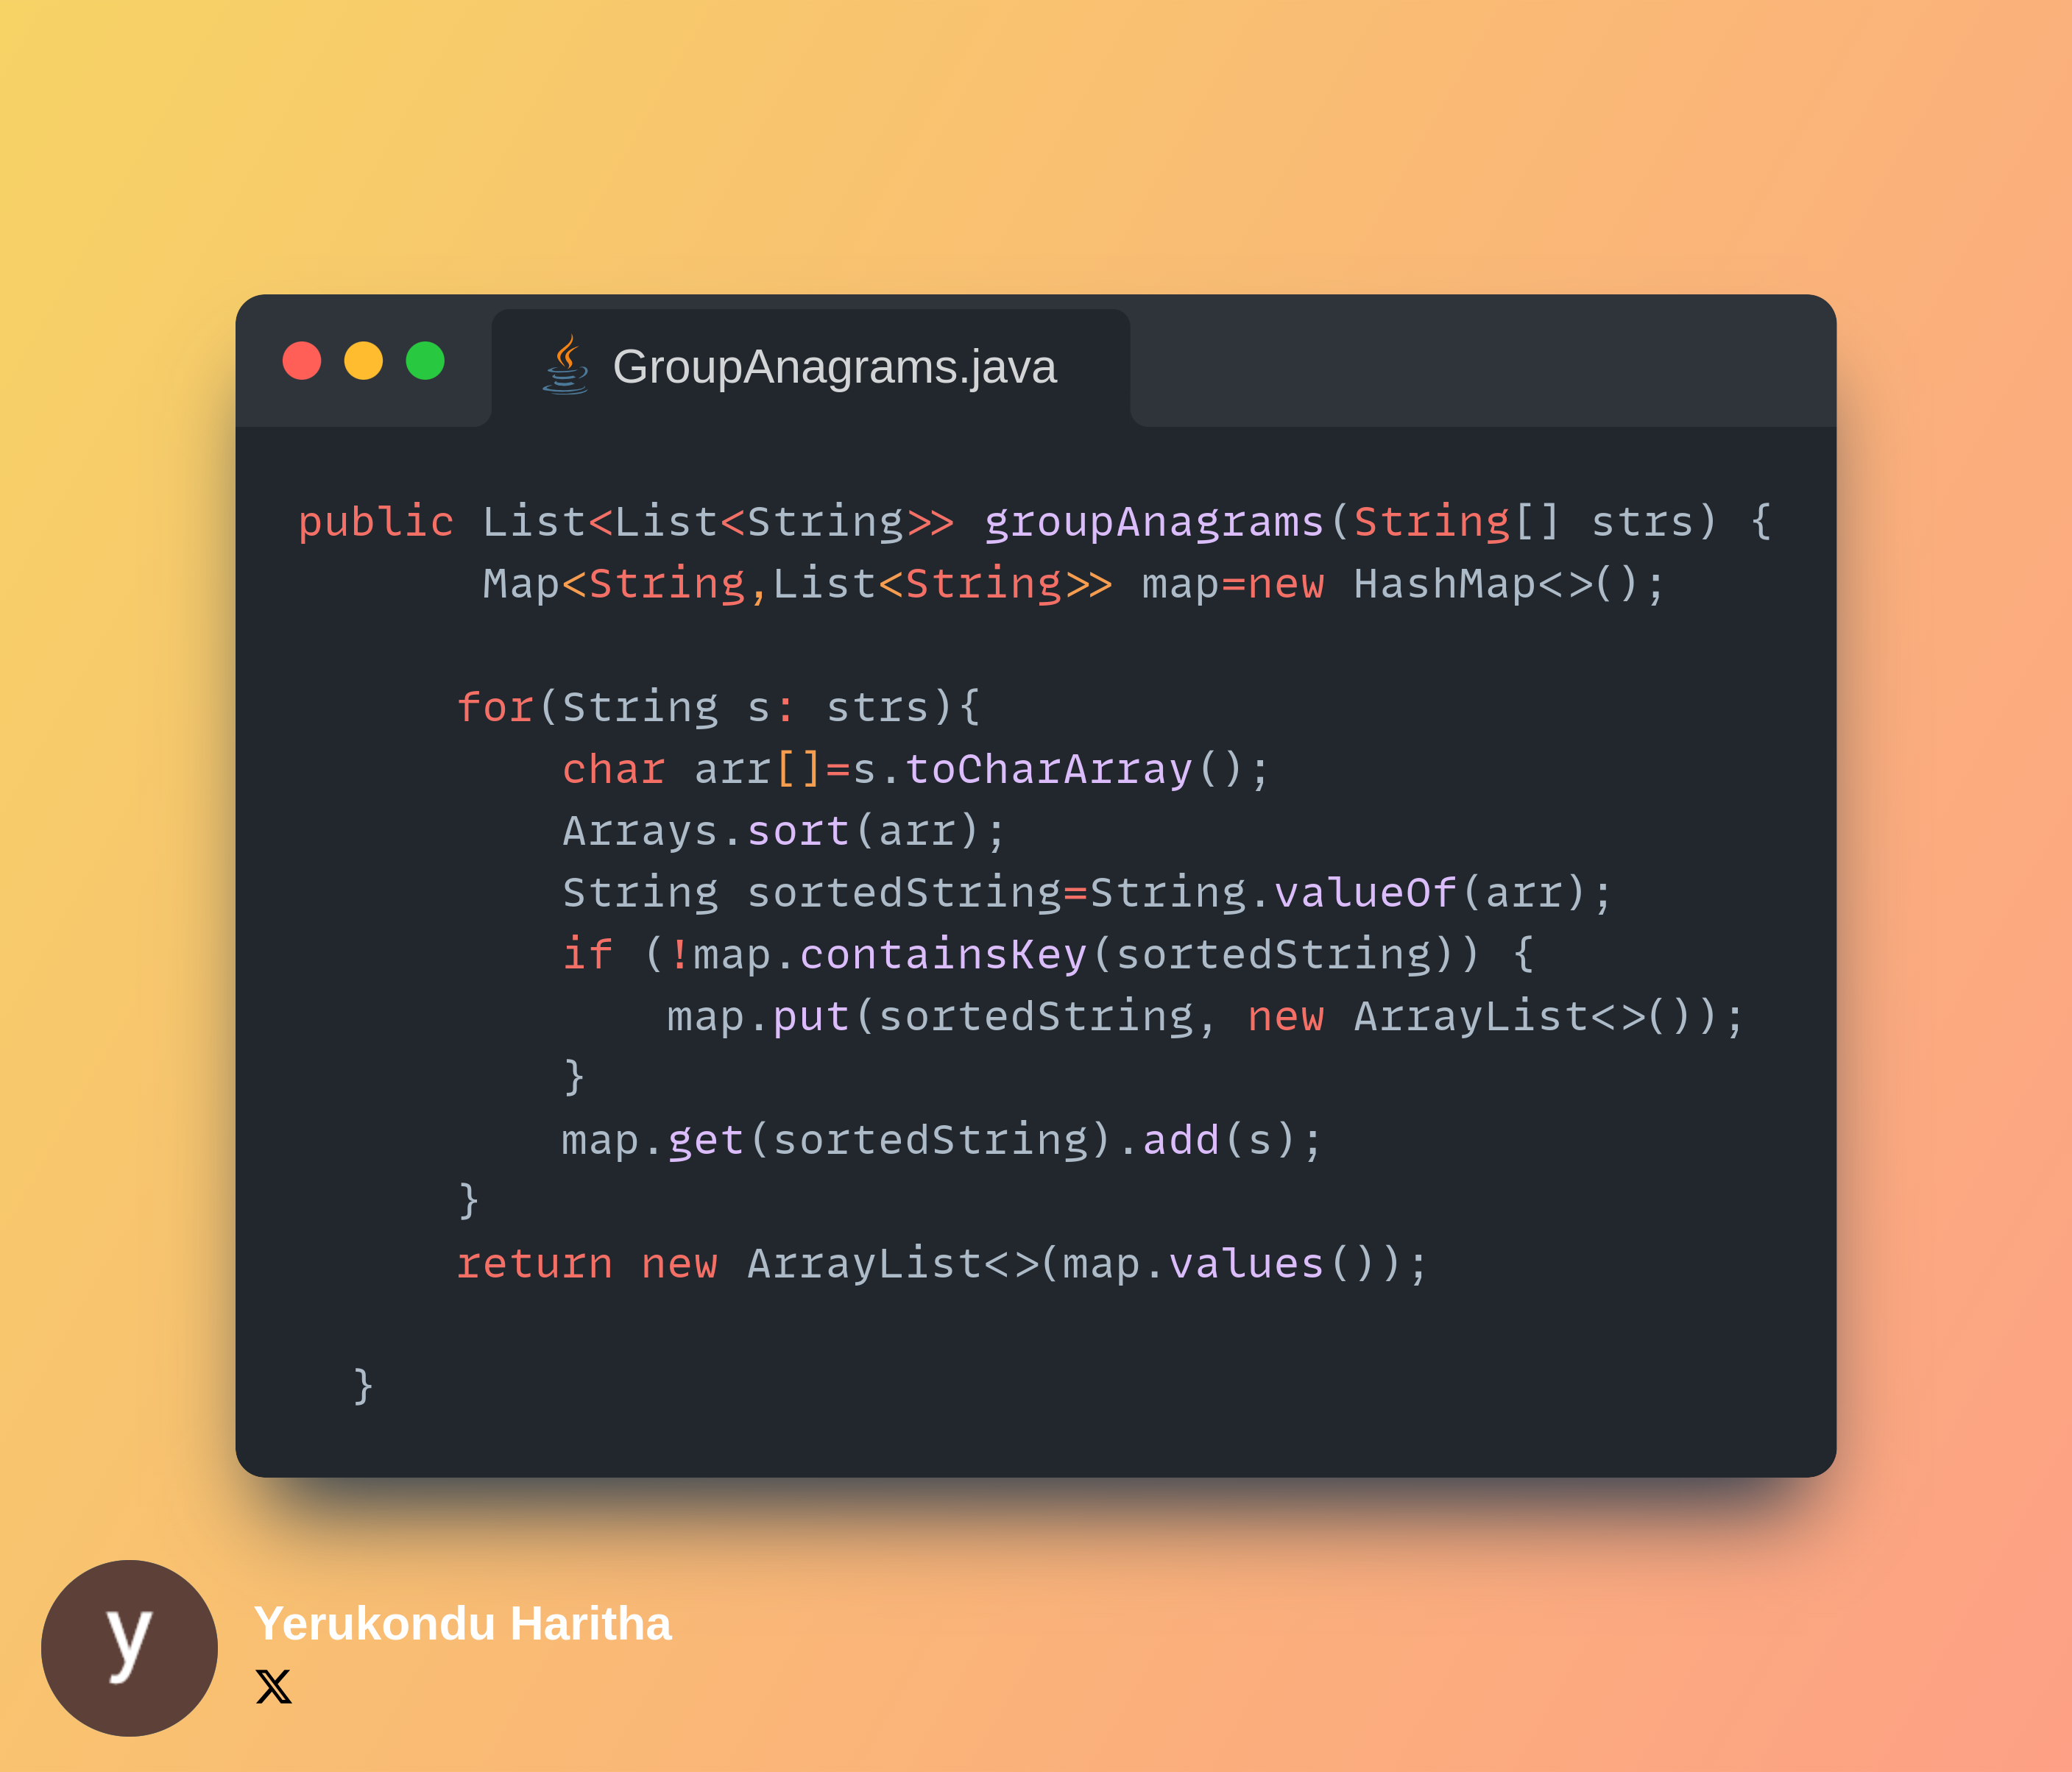 GroupAnagrams.java
public List<List<String>> groupAnagrams(String[] strs) {
       Map<String,List<String>> map=new HashMap<>();

      for(String s: strs){
          char arr[]=s.toCharArray();
          Arrays.sort(arr);
          String sortedString=String.valueOf(arr);
          if (!map.containsKey(sortedString)) {
              map.put(sortedString, new ArrayList<>());
          }
          map.get(sortedString).add(s);
      }
      return new ArrayList<>(map.values());

  }
y
Yerukondu Haritha